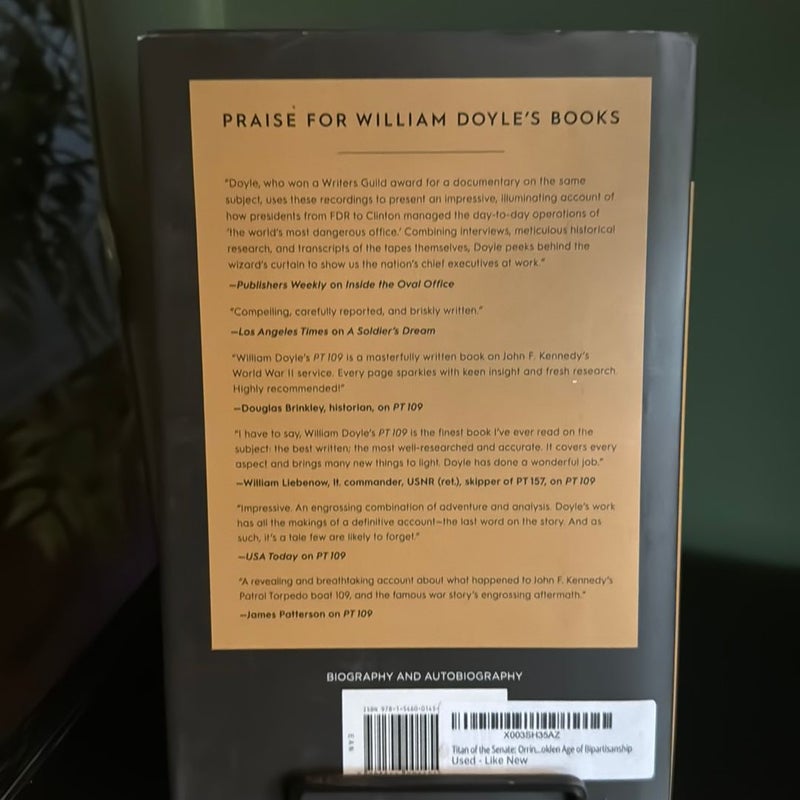 PRAISE FOR WILLIAM DOYLE'S BOOKS
"Doyle, who won a Writers Guild award for a documentary on the same
subject, uses these recordings to present an impressive, illuminating account of
how presidents from FDR to Clinton managed the day-to-day operations of
'the world's most dangerous office.' Combining interviews, meticulous historical
research, and transcripts of the tapes themselves, Doyle peeks behind the
wizard's curtain to show us the nation's chief executives at work."
—Publishers Weekly on Inside the Oval Office
"Compelling, carefully reported, and briskly written."
—Los Angeles Times on A Soldier's Dream
"William Doyle's PT 109 is a masterfully written book on John F. Kennedy's
World War II service. Every page sparkles with keen insight and fresh research.
Highly recommended!"
—Douglas Brinkley, historian, on PT 109
"I have to say, William Doyle's PT 109 is the finest book I've ever read on the
subject: the best written; the most well-researched and accurate. It covers every
aspect and brings many new things to light. Doyle has done a wonderful job."
—William Liebenow, lt. commander, USNR (ret.), skipper of PT 157, on PT 109
"Impressive. An engrossing combination of adventure and analysis. Doyle's work
has all the makings of a definitive account—the last word on the story. And as
such, it's a tale few are likely to forget."
—USA Today on PT 109
"A revealing and breathtaking account about what happened to John F. Kennedy's
Patrol Torpedo boat 109, and the famous war story's engrossing aftermath."
—James Patterson on PT 109
BIOGRAPHY AND AUTOBIOGRAPHY
ISBN 978-1-5460-0145-
EAN
X003SH35AZ
Titan of the Senate: Orrin...olden Age of Bipartisanship
Used - Like New